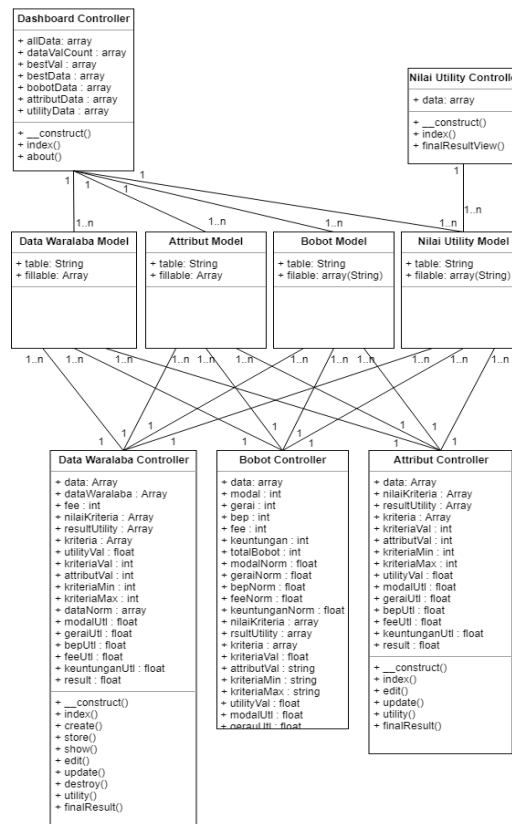 Dashboard Controller
+ allData: array
+ dataValCount : array
+ bestVal : array
+ bestData : array
+ bobotData : array
+ attributData : array
+ utilityData : array
+ __construct()
+ index()
+ about()
Nilai Utility Controller
+ data: array
+ __construct()
+ index()
+ finalResultView()
1
1
1
1
1
1..n
1..n
1..n
1..n
1..n
Data Waralaba Model
+ table: String
+ fillable: Array
Attribut Model
+ table: String
+ fillable: Array
Bobot Model
+ table: String
+ filable: array(String)
Nilai Utility Model
+ table: String
+ filable: array(String)
1..n
1..n
1..n
1..n
1..n
1..n
1..n
1..n
1..n
1..n
1..n
1..n
1
1
1
1
1
1
1
1
1
1
1
1
Data Waralaba Controller
+ data: Array
+ dataWaralaba : Array
+ fee : int
+ nilaiKriteria : Array
+ resultUtility : Array
+ kriteria : Array
+ utilityVal : float
+ kriteriaVal : int
+ attributVal : int
+ kriteriaMin : int
+ kriteriaMax : int
+ dataNorm : array
+ modalUtl : float
+ geraiUtl : float
+ bepUtl : float
+ feeUtl : float
+ keuntunganUtl : float
+ result : float
+ __construct()
+ index()
+ create()
+ store()
+ show()
+ edit()
+ update()
+ destroy()
+ utility()
+ finalResult()
Bobot Controller
+ data: array
+ modal : int
+ gerai : int
+ bep : int
+ fee : int
+ keuntungan : int
+ totalBobot : int
+ modalNorm : float
+ geraiNorm : float
+ bepNorm : float
+ feeNorm : float
+ keuntunganNorm : float
+ nilaiKriteria : array
+ rsultUtility : array
+ kriteria : array
+ kriteriaVal : float
+ attributVal : string
+ kriteriaMin : string
+ kriteriaMax : string
+ utilityVal : float
+ modalUtl : float
Attribut Controller
+ data: Array
+ nilaiKriteria : Array
+ resultUtility : Array
+ kriteria : Array
+ kriteriaVal : int
+ attributVal : int
+ kriteriaMin : int
+ kriteriaMax : int
+ utilityVal : float
+ modalUtl : float
+ geraiUtl : float
+ bepUtl : float
+ feeUtl : float
+ keuntunganUtl : float
+ result : float
+ __construct()
+ index()
+ edit()
+ update()
+ utility()
+ finalResult()